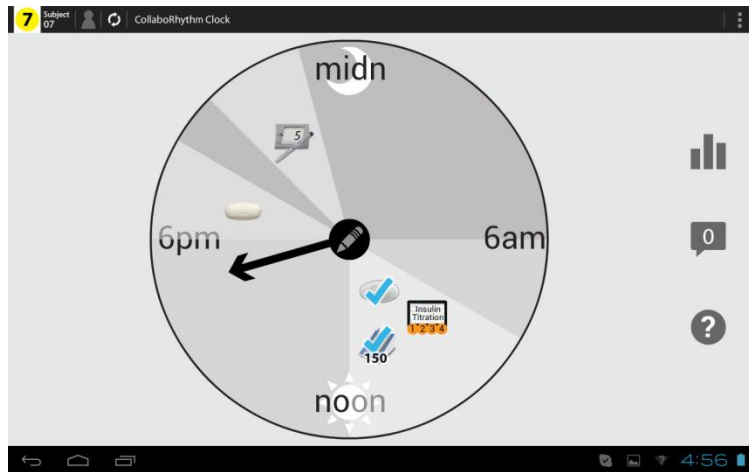 7 Subject
07 CollaboRhythm Clock
midn
5
6pm
6am
0
Insulin
Titration
1 2 3 4
150
?
noon
? 4:56